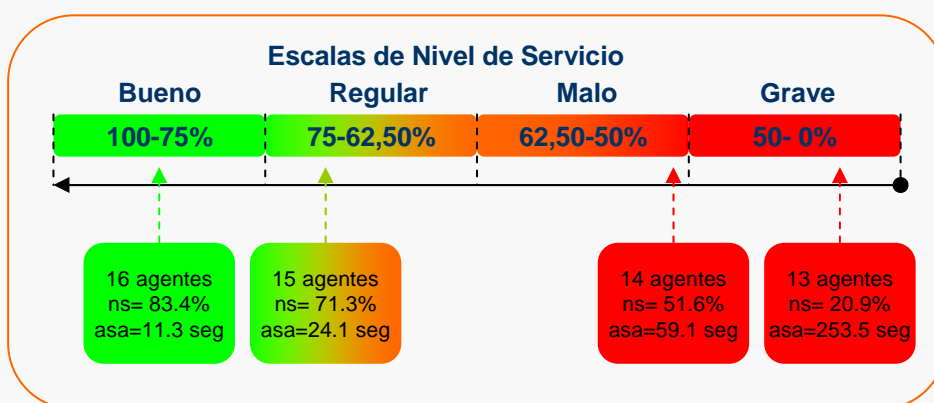 Escalas de Nivel de Servicio
Bueno Regular Malo Grave
100-75% 75-62,50% 62,50-50% 50- 0%
16 agentes
ns= 83.4%
asa=11.3 seg
15 agentes
ns= 71.3%
asa=24.1 seg
14 agentes
ns= 51.6%
asa=59.1 seg
13 agentes
ns= 20.9%
asa=253.5 seg